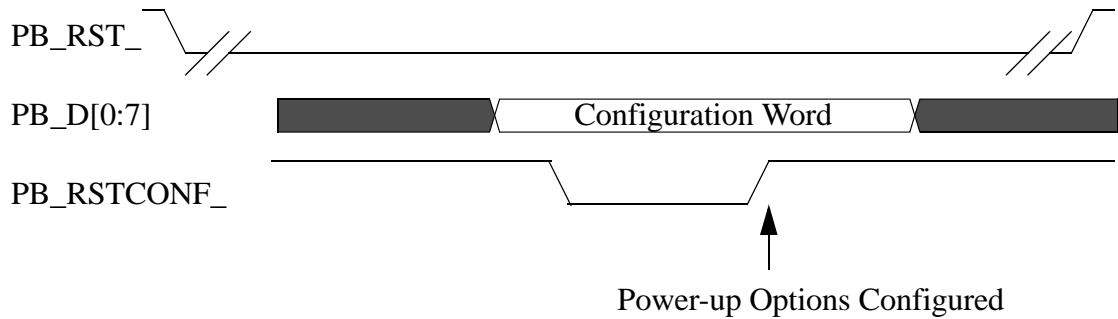 PB_RST_
PB_D[0:7]
Configuration Word
PB_RSTCONF_
Power-up Options Configured